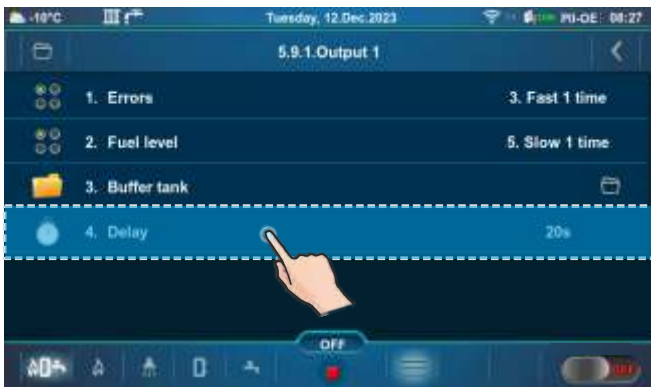 -10°C Tuesday, 12.Dec.2023 08:27
5.9.1.Output 1
1. Errors 3. Fast 1 time
2. Fuel level 5. Slow 1 time
3. Buffer tank
4. Delay 20s
OFF
OFF